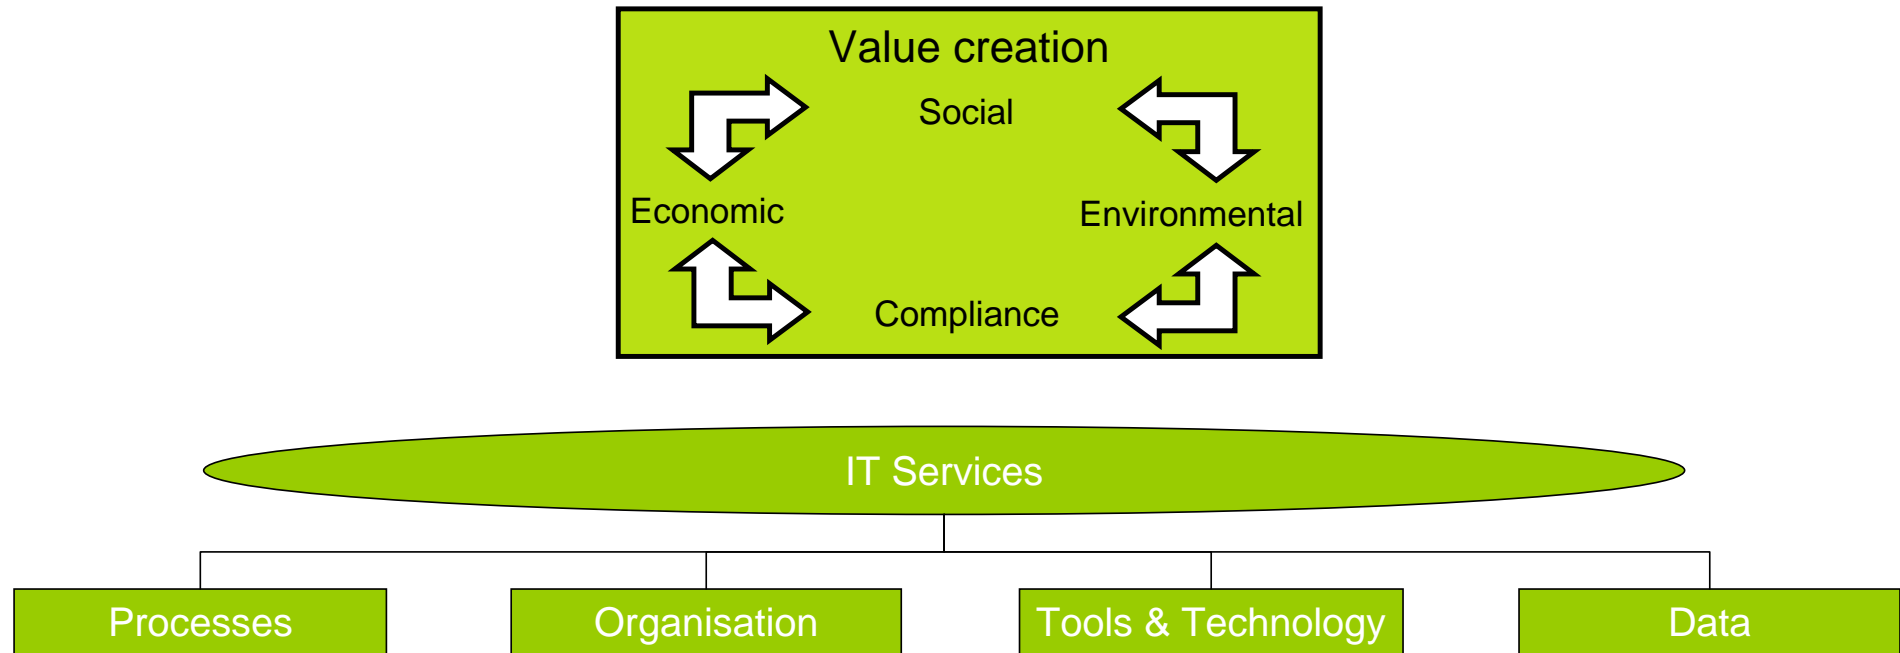 Value creation
Social
Economic
Environmental
Compliance
IT Services
Processes
Organisation
Tools & Technology
Data